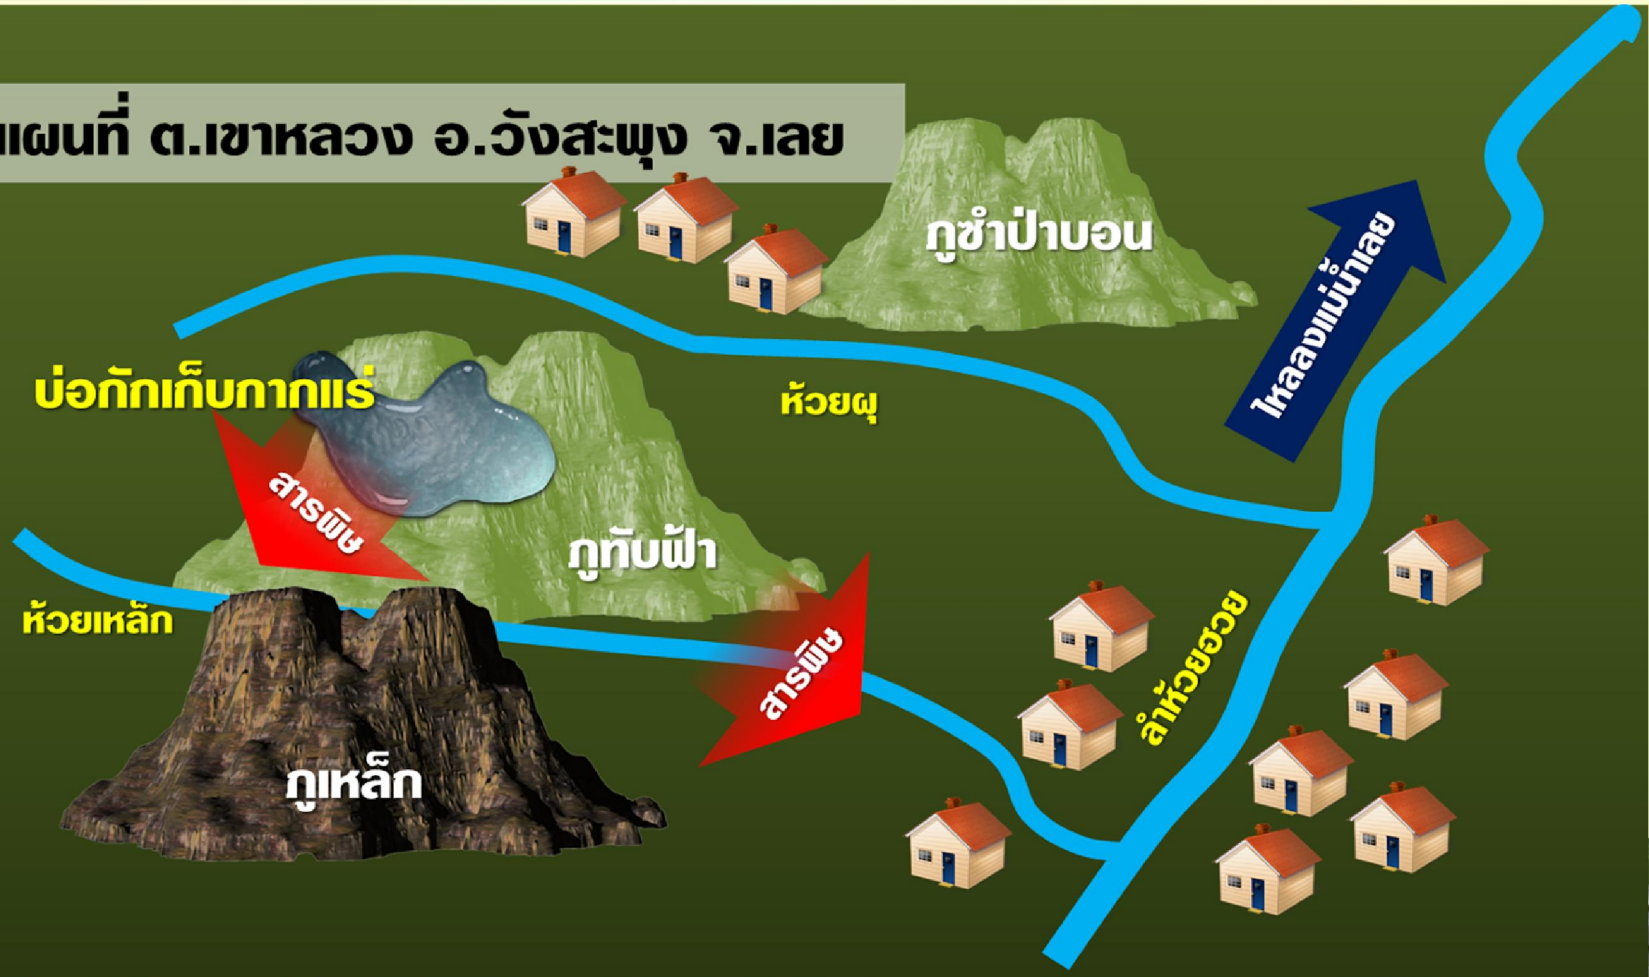 แผนที่ ต.เขาหลวง อ.วังสะพุง จ.เลย
ภูซำป่าบอน
ไหลลงแม่น้ำเลย
บ่อกักเก็บกากแร่
ห้วยผุ
สารพิษ
ภูทับฟ้า
ห้วยเหล็ก
สารพิษ
ลำห้วยฮวย
ภูเหล็ก